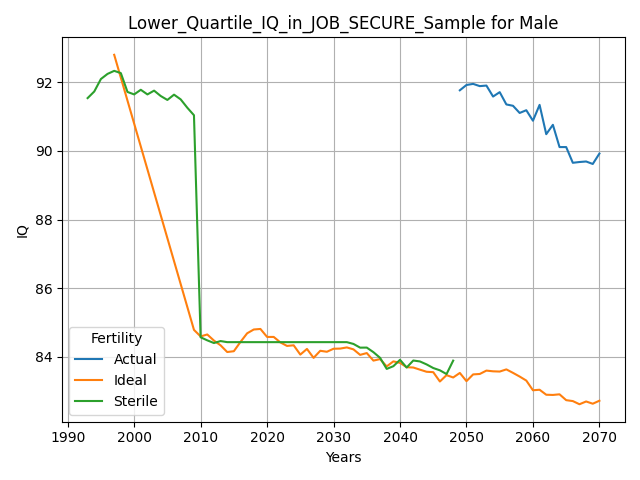 Lower_Quartile_IQ_in_JOB_SECURE_Sample for Male
92
90
88
86
84
IQ
Fertility
Actual
Ideal
Sterile
1990 2000 2010 2020 2030 2040 2050 2060 2070
Years